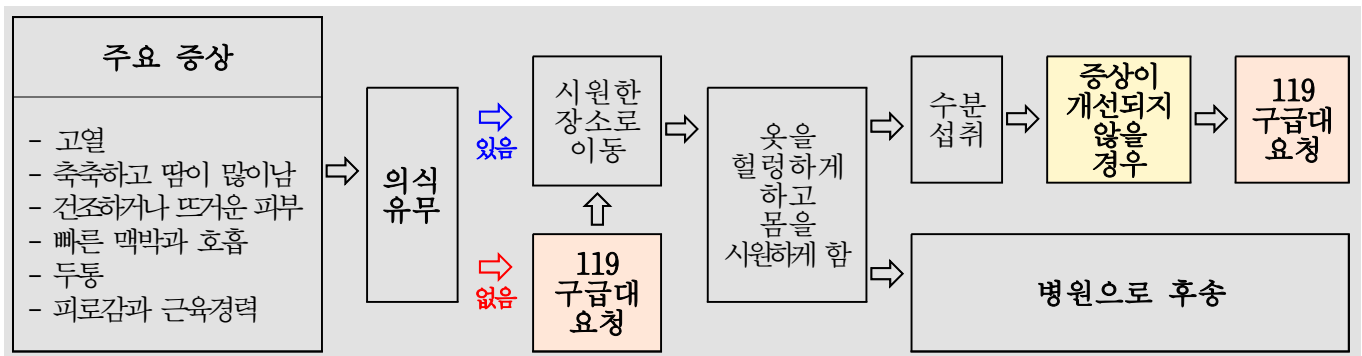 주요 증상
- 고열
- 축축하고 땀이 많이남
- 건조하거나 뜨거운 피부
- 빠른 맥박과 호흡
- 두통
- 피로감과 근육경력
의식
유무
있음
없음
시원한
장소로
이동
119
구급대
요청
옷을
헐렁하게
하고
몸을
시원하게 함
수분
섭취
증상이
개선되지
않을
경우
119
구급대
요청
병원으로 후송